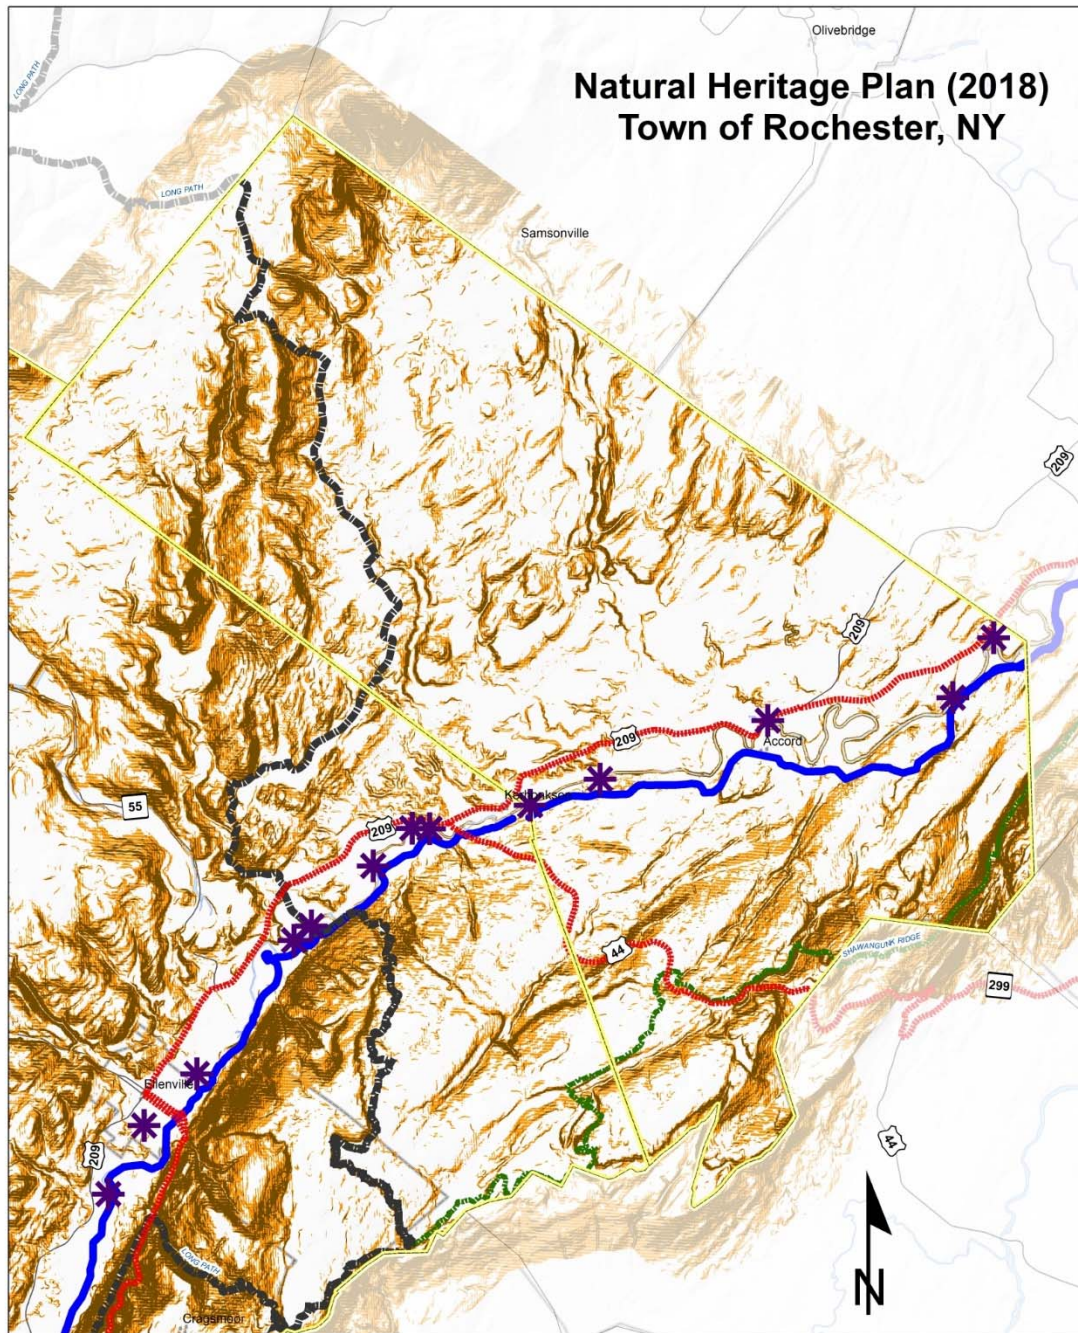 Olivebridge
LONG PATH
Natural Heritage Plan (2018)
Town of Rochester, NY
LONG PATH
Samsonville
209
209
209
Accord
55
209
SHAWANGUNK RIDGE
44
299
Ellenville
44
209
LONG PATH
Cragsmoor
N